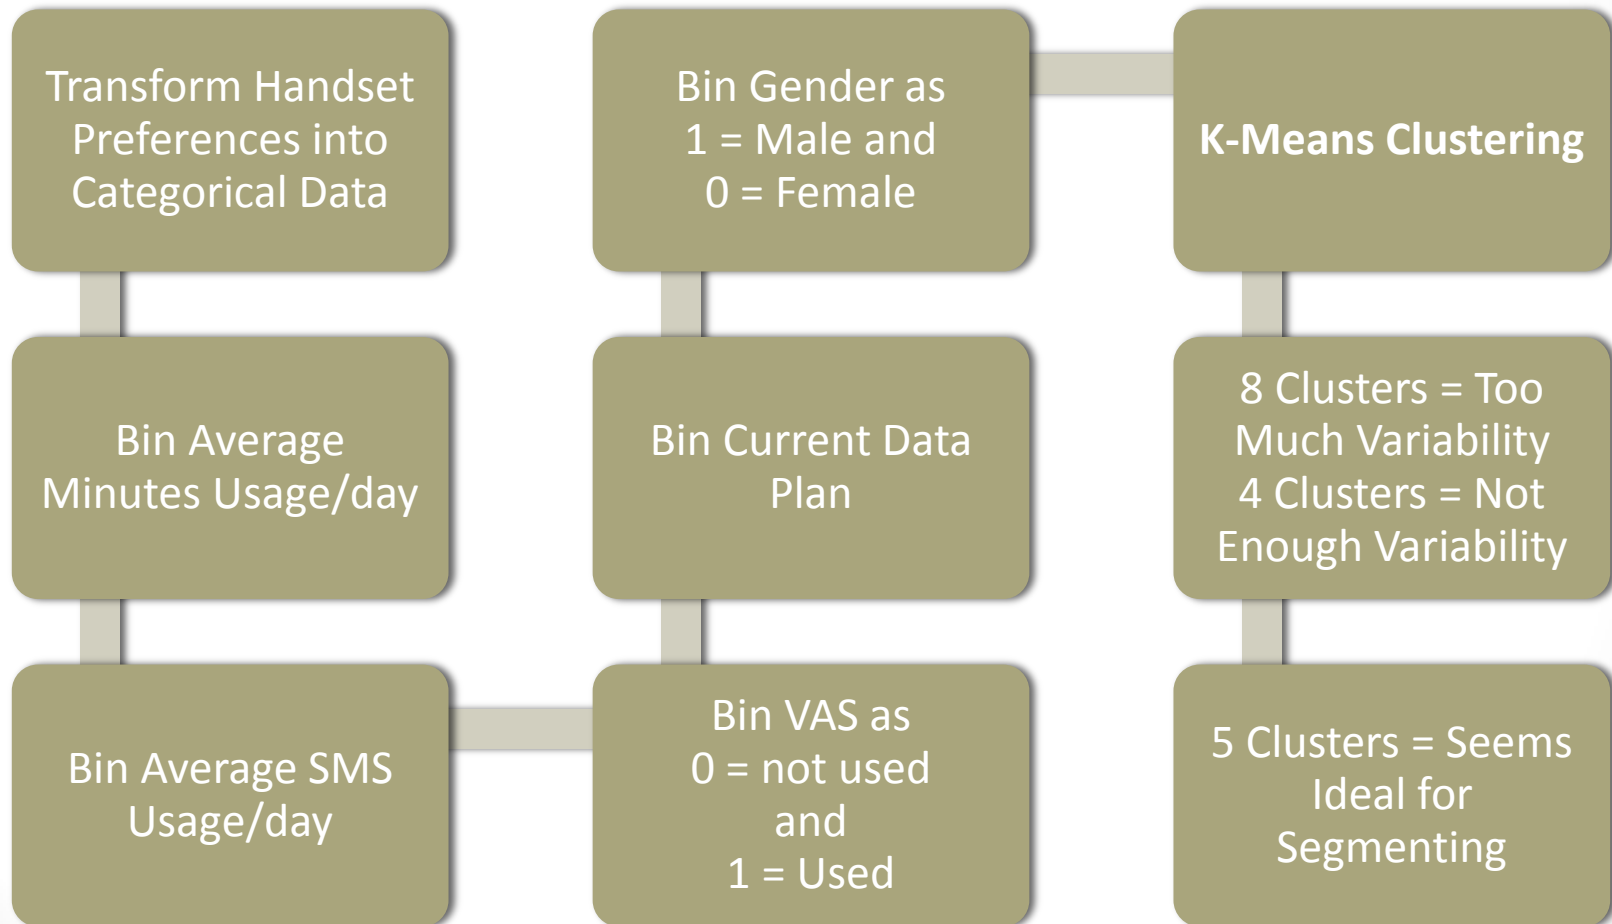 Transform Handset
Preferences into
Categorical Data
Bin Average
Minutes Usage/day
Bin Average SMS
Usage/day
Bin VAS as
0 = not used
and
1 = Used
Bin Current Data
Plan
Bin Gender as
1 = Male and
0 = Female
K-Means Clustering
8 Clusters = Too
Much Variability
4 Clusters = Not
Enough Variability
5 Clusters = Seems
Ideal for
Segmenting